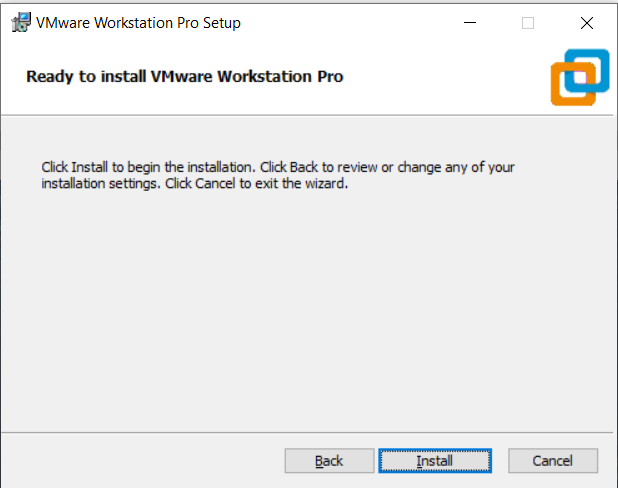 VMware Workstation Pro Setup
Ready to install VMware Workstation Pro
Click Install to begin the installation. Click Back to review or change any of your
installation settings. Click Cancel to exit the wizard.
Back Install Cancel